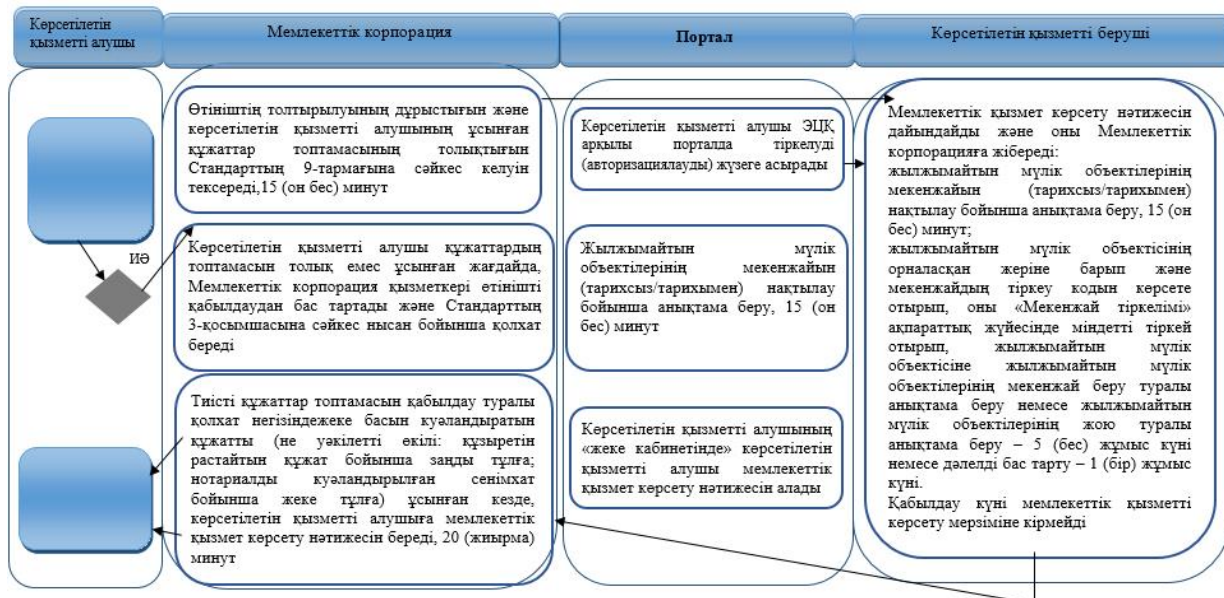 Көрсетілетін
қызметті алушы
Мемлекеттік корпорация
Портал
Көрсетілетін қызметті беруші
ИӘ
Өтініштің толтырылуының дұрыстығын және
көрсетілетін қызметті алушының ұсынған
құжаттар топтамасының толықтығын
Стандарттың 9-тармағына сәйкес келуін
тексереді,15 (он бес) минут
Көрсетілетін қызметті алушы құжаттардың
топтамасын толық емес ұсынған жағдайда,
Мемлекеттік корпорация қызметкері өтінішті
қабылдаудан бас тартады және Стандарттың
3-қосымшасына сәйкес нысан бойынша қолхат
береді
Тиісті құжаттар топтамасын қабылдау туралы
қолхат негізіндежеке басын куәландыратын
құжатты (не уәкілетті өкілі: құзыретін
растайтын құжат бойынша заңды тұлға;
нотариалды куәландырылған сенімхат
бойынша жеке тұлға) ұсынған кезде,
көрсетілетін қызметті алушыға мемлекеттік
қызмет көрсету нәтижесін береді, 20 (жиырма)
минут
Көрсетілетін қызметті алушы ЭЦҚ
арқылы порталда тіркелуді
(авторизациялауды) жүзеге асырады
Жылжымайтын мүлік
объектілерінің мекенжайын
(тарихсыз/тарихымен) нақтылау
бойынша анықтама беру, 15 (он
бес) минут
Көрсетілетін қызметті алушының
«жеке кабинетінде» көрсетілетін
қызметті алушы мемлекеттік
қызмет көрсету нәтижесін алады
Мемлекеттік қызмет көрсету нәтижесін
дайындайды және оны Мемлекеттік
корпорацияға жібереді:
жылжымайтын мүлік объектілерінің
мекенжайын (тарихсыз/тарихымен)
нақтылау бойынша анықтама беру, 15 (он
бес) минут;
жылжымайтын мүлік объектісінің
орналасқан жеріне барып және
мекенжайдың тіркеу кодын көрсете
отырып, оны «Мекенжай тіркелімі»
ақпараттық жүйесінде міндетті тіркей
отырып, жылжымайтын мүлік
объектісіне жылжымайтын мүлік
объектілерінің мекенжай беру туралы
анықтама беру немесе жылжымайтын
мүлік объектілерінің жою туралы
анықтама беру – 5 (бес) жұмыс күні
немесе дәлелді бас тарту – 1 (бір) жұмыс
күні.
Қабылдау күні мемлекеттік қызметті
көрсету мерзіміне кірмейді